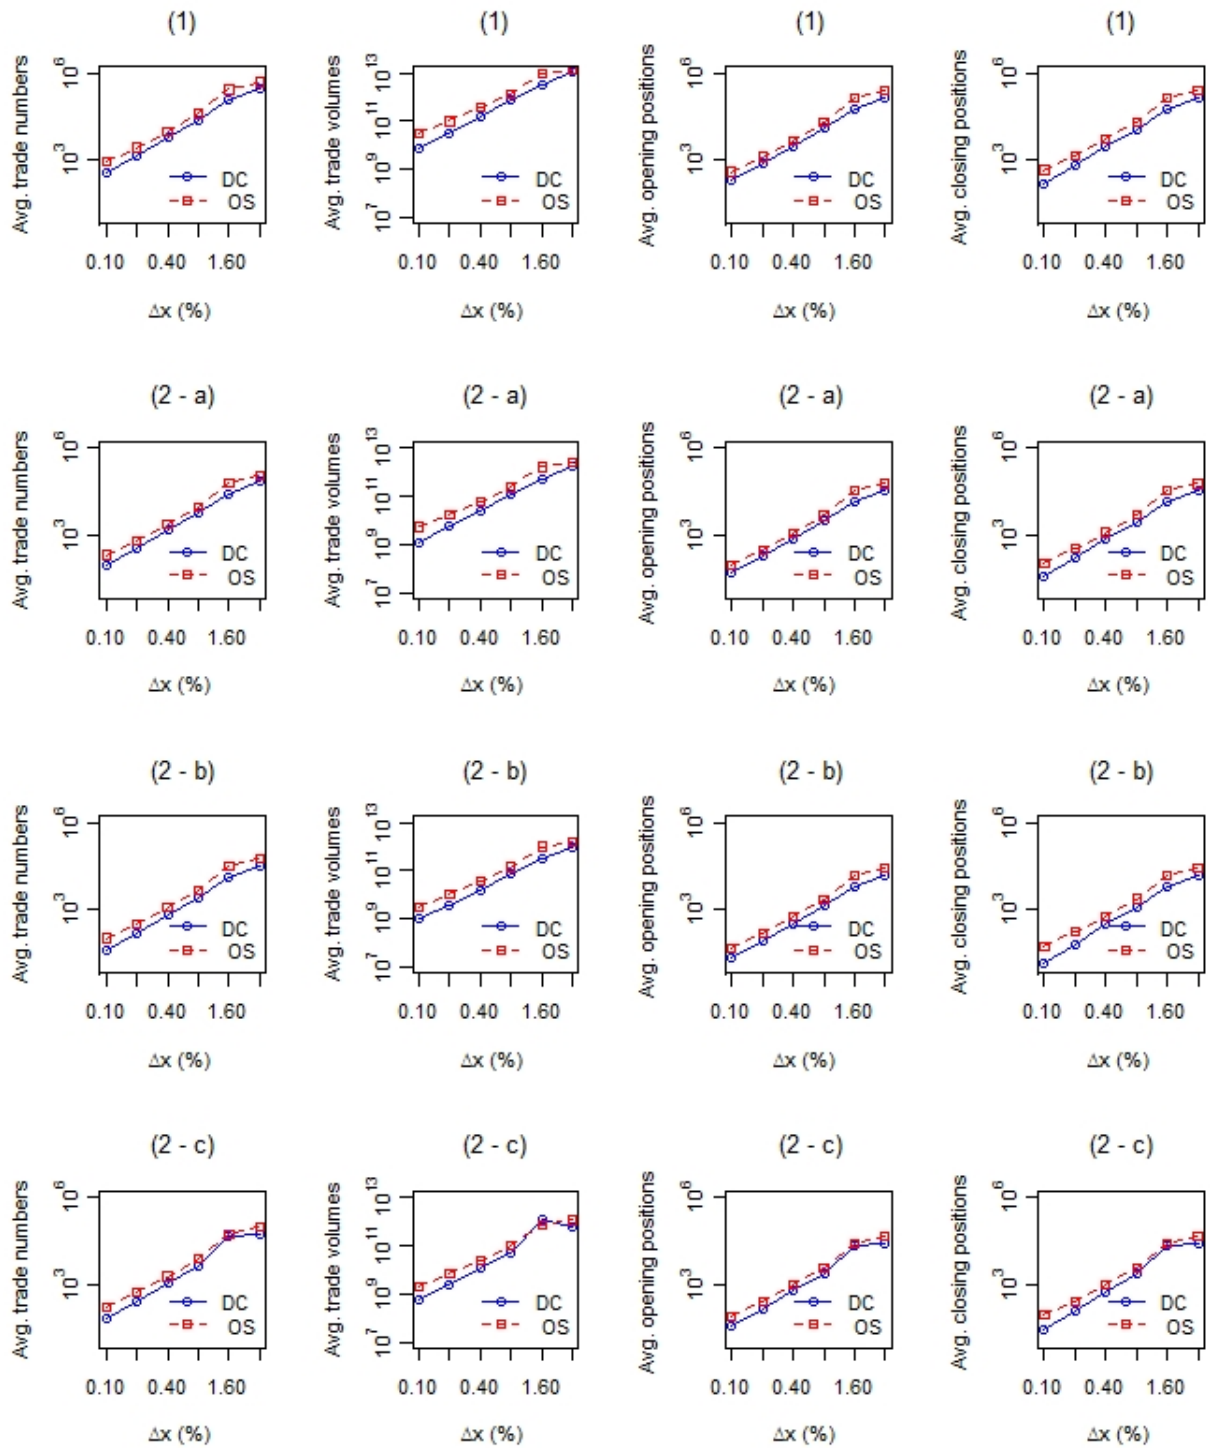 (1) (1) (1) (1)
Avg. trade numbers 10^6 10^3 DC OS
Avg. trade volumes 10^13 10^11 10^9 10^7 DC OS
Avg. opening positions 10^6 10^3 DC OS
Avg. closing positions 10^6 10^3 DC OS
0.10 0.40 1.60 0.10 0.40 1.60 0.10 0.40 1.60 0.10 0.40 1.60
Δx (%) Δx (%) Δx (%) Δx (%)
(2 - a) (2 - a) (2 - a) (2 - a)
Avg. trade numbers 10^6 10^3 DC OS
Avg. trade volumes 10^13 10^11 10^9 10^7 DC OS
Avg. opening positions 10^6 10^3 DC OS
Avg. closing positions 10^6 10^3 DC OS
0.10 0.40 1.60 0.10 0.40 1.60 0.10 0.40 1.60 0.10 0.40 1.60
Δx (%) Δx (%) Δx (%) Δx (%)
(2 - b) (2 - b) (2 - b) (2 - b)
Avg. trade numbers 10^6 10^3 DC OS
Avg. trade volumes 10^13 10^11 10^9 10^7 DC OS
Avg. opening positions 10^6 10^3 DC OS
Avg. closing positions 10^6 10^3 DC OS
0.10 0.40 1.60 0.10 0.40 1.60 0.10 0.40 1.60 0.10 0.40 1.60
Δx (%) Δx (%) Δx (%) Δx (%)
(2 - c) (2 - c) (2 - c) (2 - c)
Avg. trade numbers 10^6 10^3 DC OS
Avg. trade volumes 10^13 10^11 10^9 10^7 DC OS
Avg. opening positions 10^6 10^3 DC OS
Avg. closing positions 10^6 10^3 DC OS
0.10 0.40 1.60 0.10 0.40 1.60 0.10 0.40 1.60 0.10 0.40 1.60
Δx (%) Δx (%) Δx (%) Δx (%)